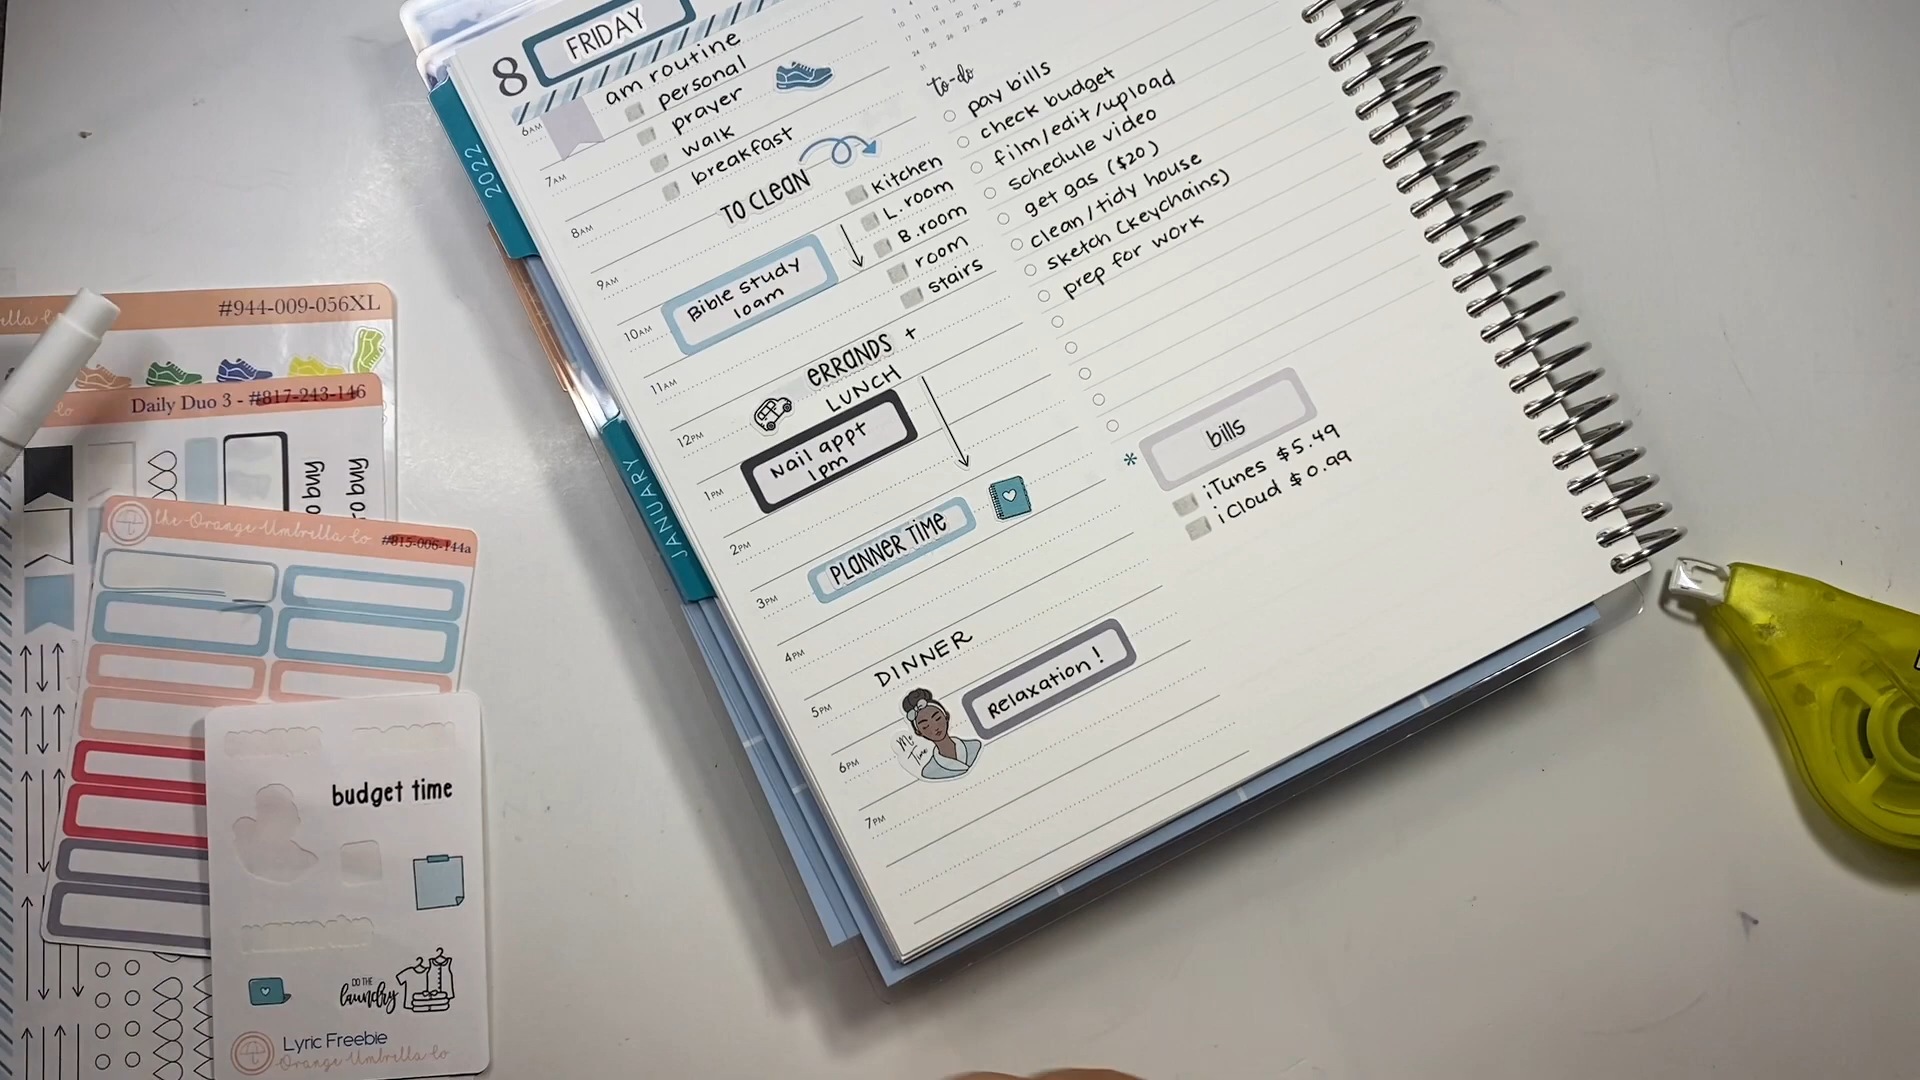 8
FRIDAY
am routine
personal
prayer
walk
breakfast
6AM
7AM
8AM
9AM
10AM
11AM
12PM
1PM
2PM
3PM
4PM
5PM
6PM
7PM
TO CLEAN
Kitchen
L.room
B.room
room
Stairs
Bible study
10am
ERRANDS +
LUNCH
Nail appt
1pm
PLANNER TIME
DINNER
Relaxation!
Me
Time
to-do
pay bills
check budget
film/edit/upload
schedule video
get gas ($20)
clean/tidy house
sketch (keychains)
prep for work
bills
*
iTunes $5.49
iCloud $0.99
2022
JANUARY
#944-009-056XL
Daily Duo 3 - #817-243-146
o buy
o buy
the Orange Umbrella Co
#815-006-144a
budget time
DO THE
laundry
Lyric Freebie
Orange Umbrella Co